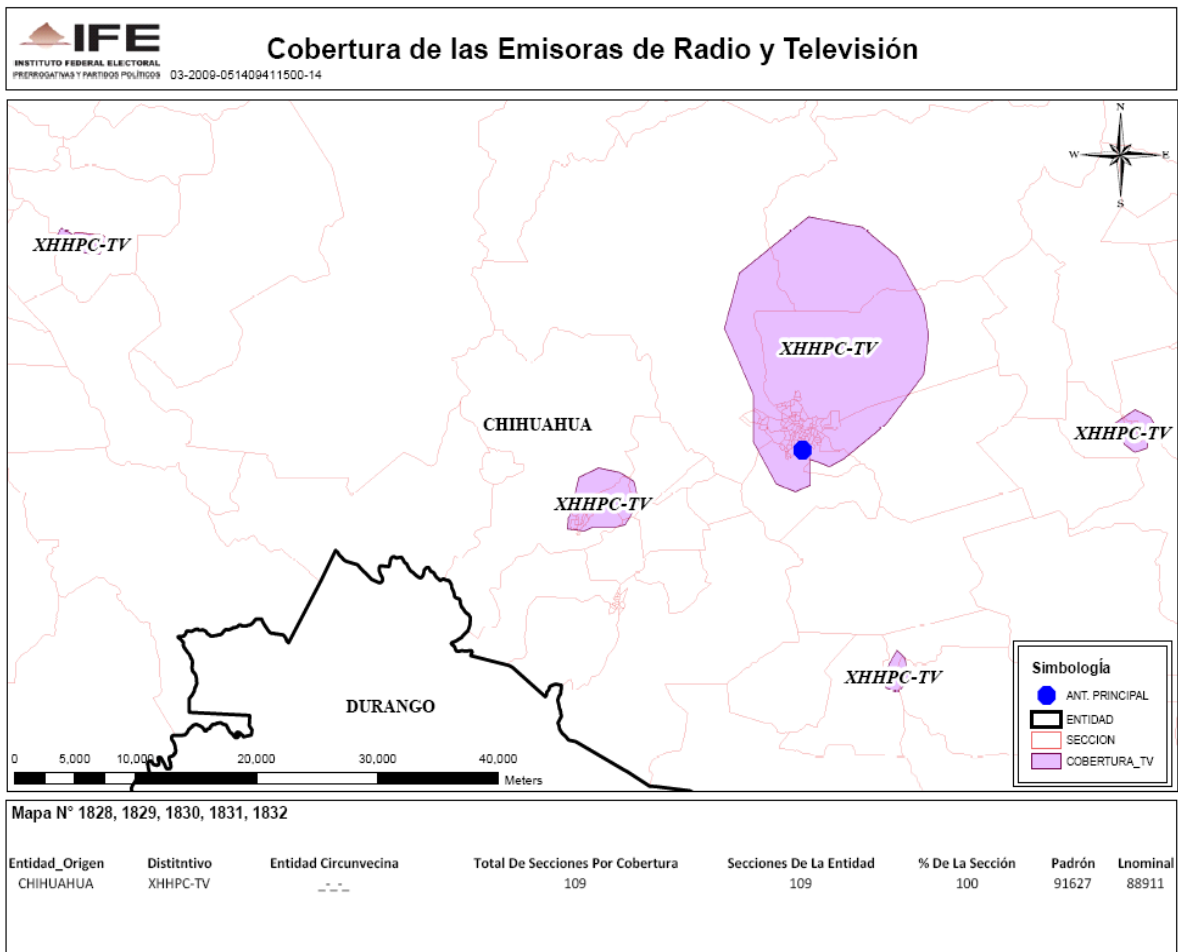 IFE
INSTITUTO FEDERAL ELECTORAL
PRERROGATIVAS Y PARTIDOS POLÍTICOS
03-2009-051409411500-14
Cobertura de las Emisoras de Radio y Televisión
N
W E
S
XHHPC-TV
XHHPC-TV
CHIHUAHUA
XHHPC-TV
XHHPC-TV
XHHPC-TV
DURANGO
0 5,000 10,000 20,000 30,000 40,000
Meters
Simbología
ANT. PRINCIPAL
ENTIDAD
SECCION
COBERTURA_TV
Mapa N° 1828, 1829, 1830, 1831, 1832
Entidad_Origen Distitntivo Entidad Circunvecina Total De Secciones Por Cobertura Secciones De La Entidad % De La Sección Padrón Lnominal
CHIHUAHUA XHHPC-TV _-_-_ 109 109 100 91627 88911